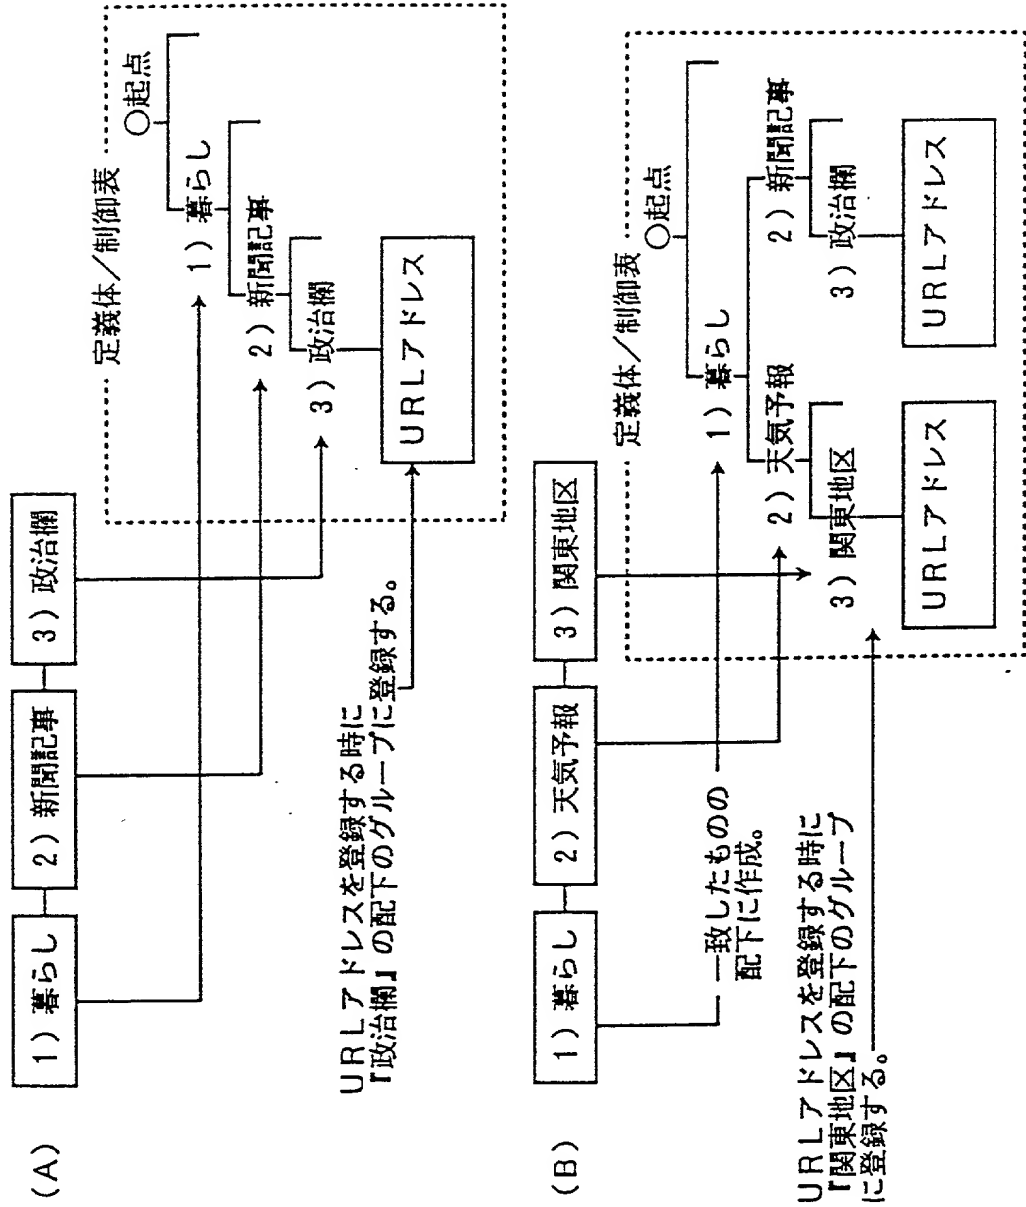 (A)
1) 暮らし
2) 新聞記事
3) 政治欄
定義体/制御表
○起点
1) 暮らし
2) 新聞記事
3) 政治欄
URLアドレス
URLアドレスを登録する時に
『政治欄』の配下のグループに登録する。
(B)
1) 暮らし
2) 天気予報
3) 関東地区
一致したものの
配下に作成。
定義体/制御表
○起点
1) 暮らし
2) 天気予報
2) 新聞記事
3) 関東地区
3) 政治欄
URLアドレス
URLアドレス
URLアドレスを登録する時に
『関東地区』の配下のグループ
に登録する。